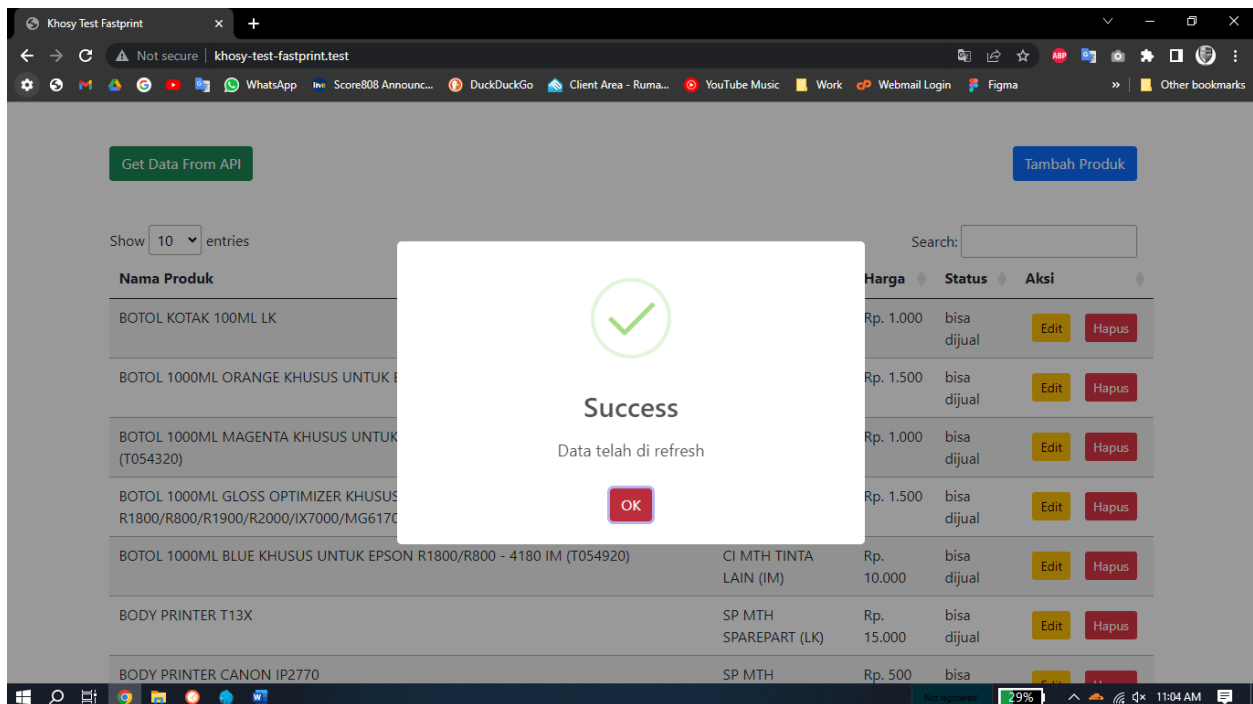 Khosy Test Fastprint
Not secure khosy-test-fastprint.test
WhatsApp Score808 Announc... DuckDuckGo Client Area - Ruma... YouTube Music Work Webmail Login Figma » Other bookmarks
Get Data From API Tambah Produk
Show 10 entries Search:
Nama Produk Harga Status Aksi
BOTOL KOTAK 100ML LK Rp. 1.000 bisa
dijual
Edit Hapus
BOTOL 1000ML ORANGE KHUSUS UNTUK Rp. 1.500 bisa
dijual
Edit Hapus
BOTOL 1000ML MAGENTA KHUSUS UNTUK Rp. 1.000 bisa
(T054320) dijual
Edit Hapus
BOTOL 1000ML GLOSS OPTIMIZER KHUSUS Rp. 1.500 bisa
R1800/R800/R1900/R2000/IX7000/MG6170 dijual
Edit Hapus
Success
Data telah di refresh
OK
BOTOL 1000ML BLUE KHUSUS UNTUK EPSON R1800/R800 - 4180 IM (T054920) CI MTH TINTA Rp. bisa
LAIN (IM) 10.000 dijual
Edit Hapus
BODY PRINTER T13X SP MTH Rp. bisa
SPAREPART (LK) 15.000 dijual
Edit Hapus
BODY PRINTER CANON IP2770 SP MTH Rp. 500 bisa
Not registered! 29% 11:04 AM